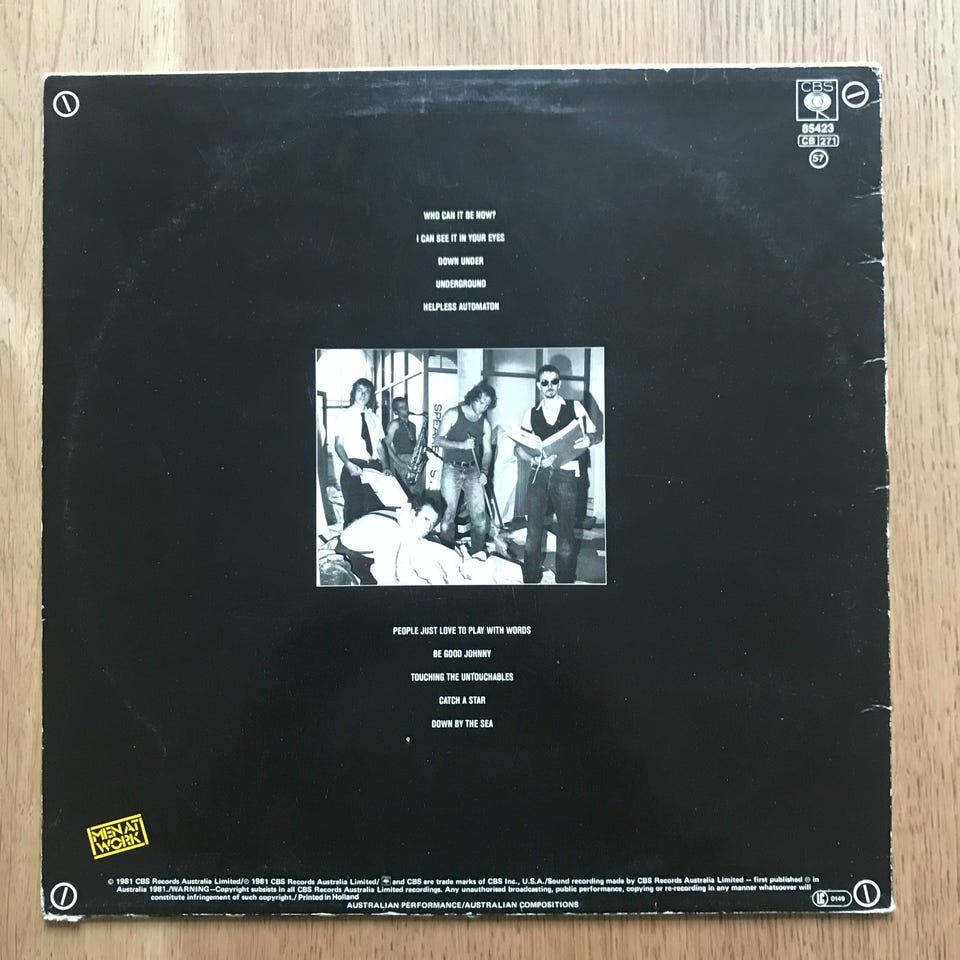 CBS
85423
CB 271
57
WHO CAN IT BE NOW?
I CAN SEE IT IN YOUR EYES
DOWN UNDER
UNDERGROUND
HELPLESS AUTOMATON
SPEAKE
PEOPLE JUST LOVE TO PLAY WITH WORDS
BE GOOD JOHNNY
TOUCHING THE UNTOUCHABLES
CATCH A STAR
DOWN BY THE SEA
MEN AT
WORK
© 1981 CBS Records Australia Limited/℗ 1981 CBS Records Australia Limited/ and CBS are trade marks of CBS Inc., U.S.A./Sound recording made by CBS Records Australia Limited — first published ℗ in
Australia 1981./WARNING—Copyright subsists in all CBS Records Australia Limited recordings. Any unauthorised broadcasting, public performance, copying or re-recording in any manner whatsoever will
constitute infringement of such copyright./ Printed in Holland
AUSTRALIAN PERFORMANCE/AUSTRALIAN COMPOSITIONS
LC 0149